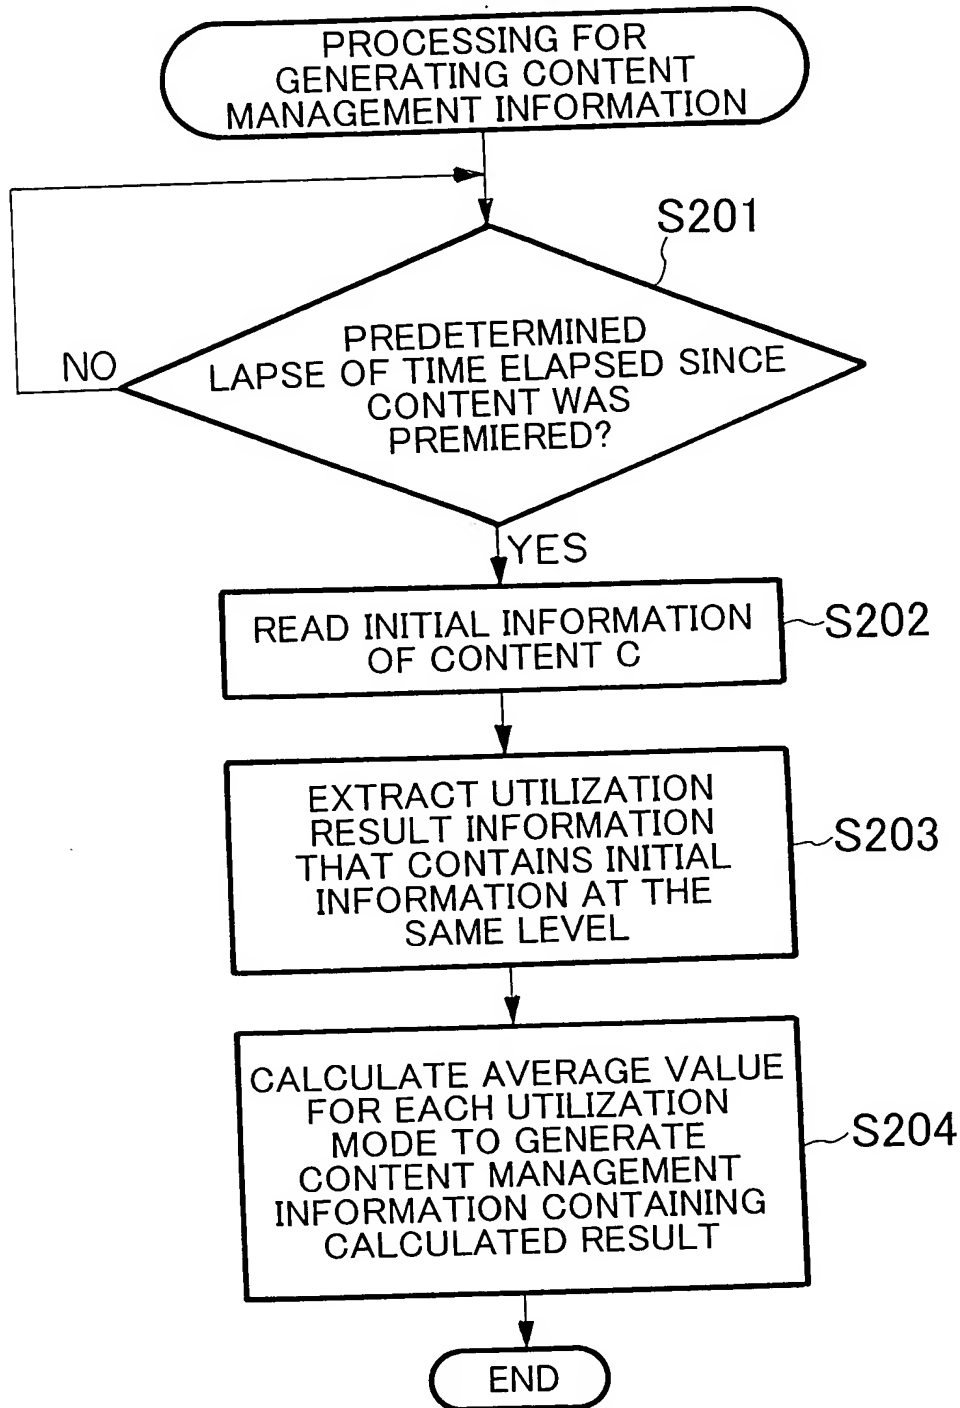 PROCESSING FOR
GENERATING CONTENT
MANAGEMENT INFORMATION
S201
PREDETERMINED
LAPSE OF TIME ELAPSED SINCE
CONTENT WAS
PREMIERED?
NO
YES
READ INITIAL INFORMATION
OF CONTENT C
S202
EXTRACT UTILIZATION
RESULT INFORMATION
THAT CONTAINS INITIAL
INFORMATION AT THE
SAME LEVEL
S203
CALCULATE AVERAGE VALUE
FOR EACH UTILIZATION
MODE TO GENERATE
CONTENT MANAGEMENT
INFORMATION CONTAINING
CALCULATED RESULT
S204
END